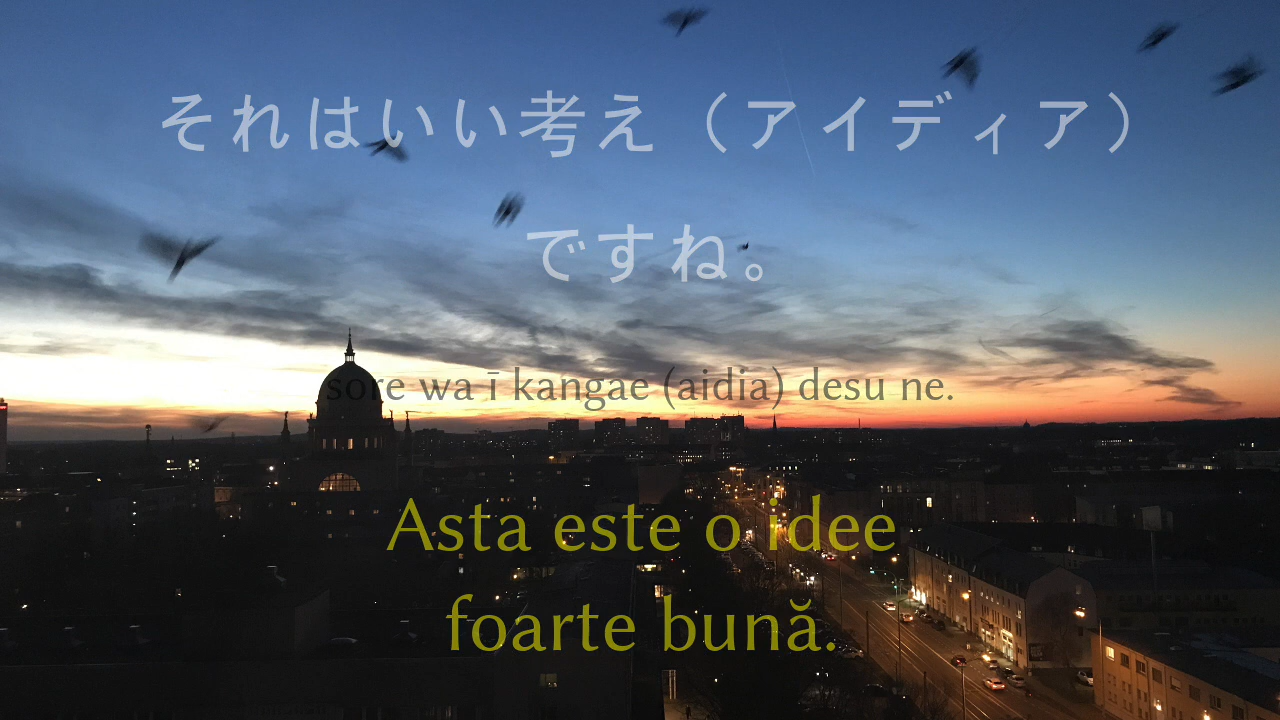 それはいい考え（アイディア）
ですね。
sore wa ī kangae (aidia) desu ne.
Asta este o idee
foarte bună.